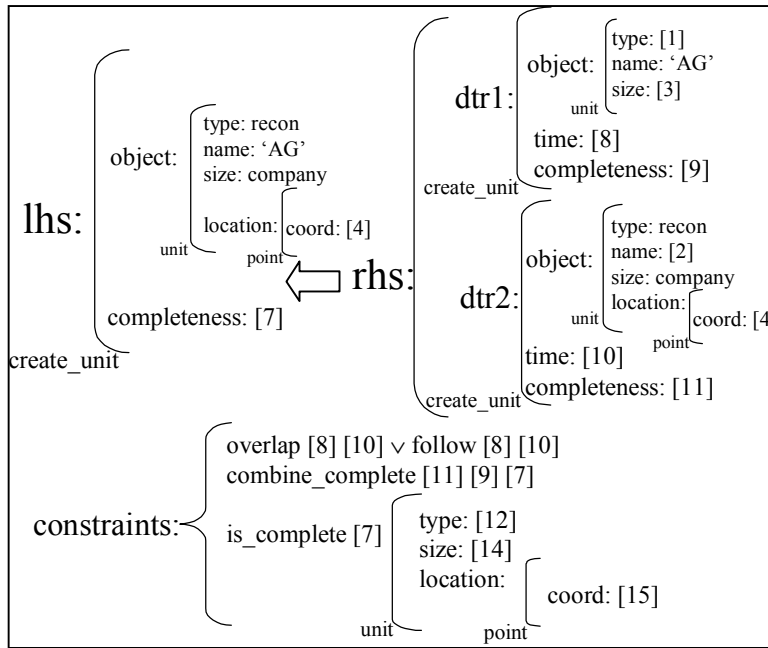 lhs:
object:
type: recon
name: ‘AG’
size: company
location:
coord: [4]
unit
point
completeness: [7]
create_unit
rhs:
dtr1:
object:
type: [1]
name: ‘AG’
size: [3]
unit
time: [8]
completeness: [9]
create_unit
dtr2:
object:
type: recon
name: [2]
size: company
location:
coord: [4
unit
point
time: [10]
completeness: [11]
create_unit
constraints:
overlap [8] [10] ∨ follow [8] [10]
combine_complete [11] [9] [7]
is_complete [7]
type: [12]
size: [14]
location:
coord: [15]
unit
point